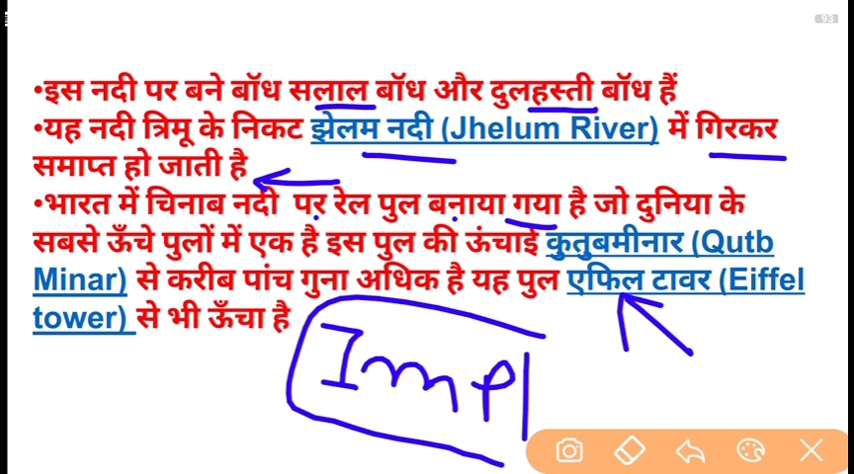 93
•इस नदी पर बने बॉध सलाल बॉध और दुलहस्ती बॉध हैं
•यह नदी त्रिमू के निकट झेलम नदी (Jhelum River) में गिरकर
समाप्त हो जाती है
•भारत में चिनाब नदी पर रेल पुल बनाया गया है जो दुनिया के
सबसे ऊँचे पुलों में एक है इस पुल की ऊंचाई कुतुबमीनार (Qutb
Minar) से करीब पांच गुना अधिक है यह पुल एफिल टावर (Eiffel
tower) से भी ऊँचा है
Imp